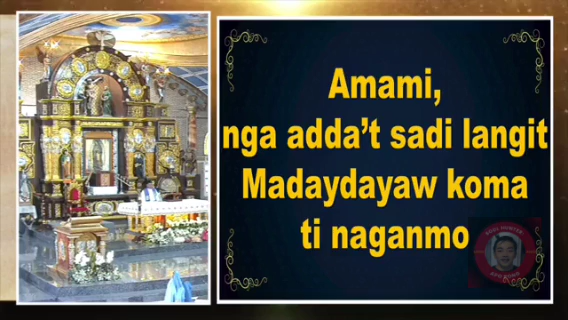 Amami,
nga adda't sadi langit
Madaydayaw koma
ti naganmo